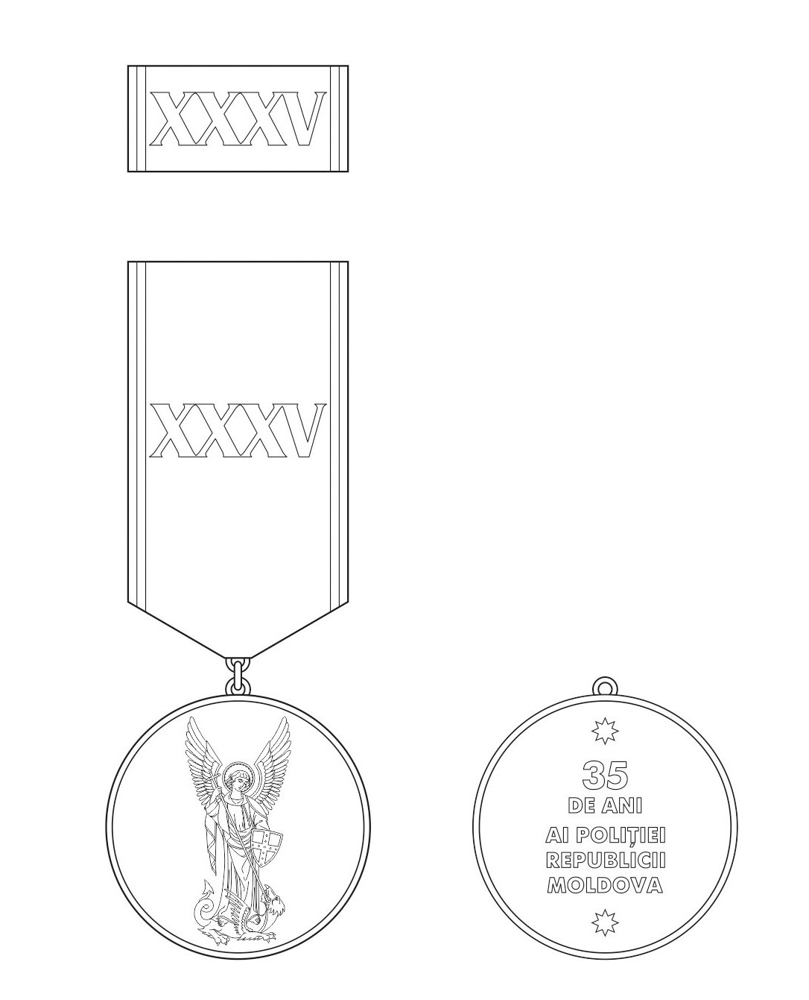 XXXV
XXXV
35
DE ANI
AI POLIȚIEI
REPUBLICII
MOLDOVA